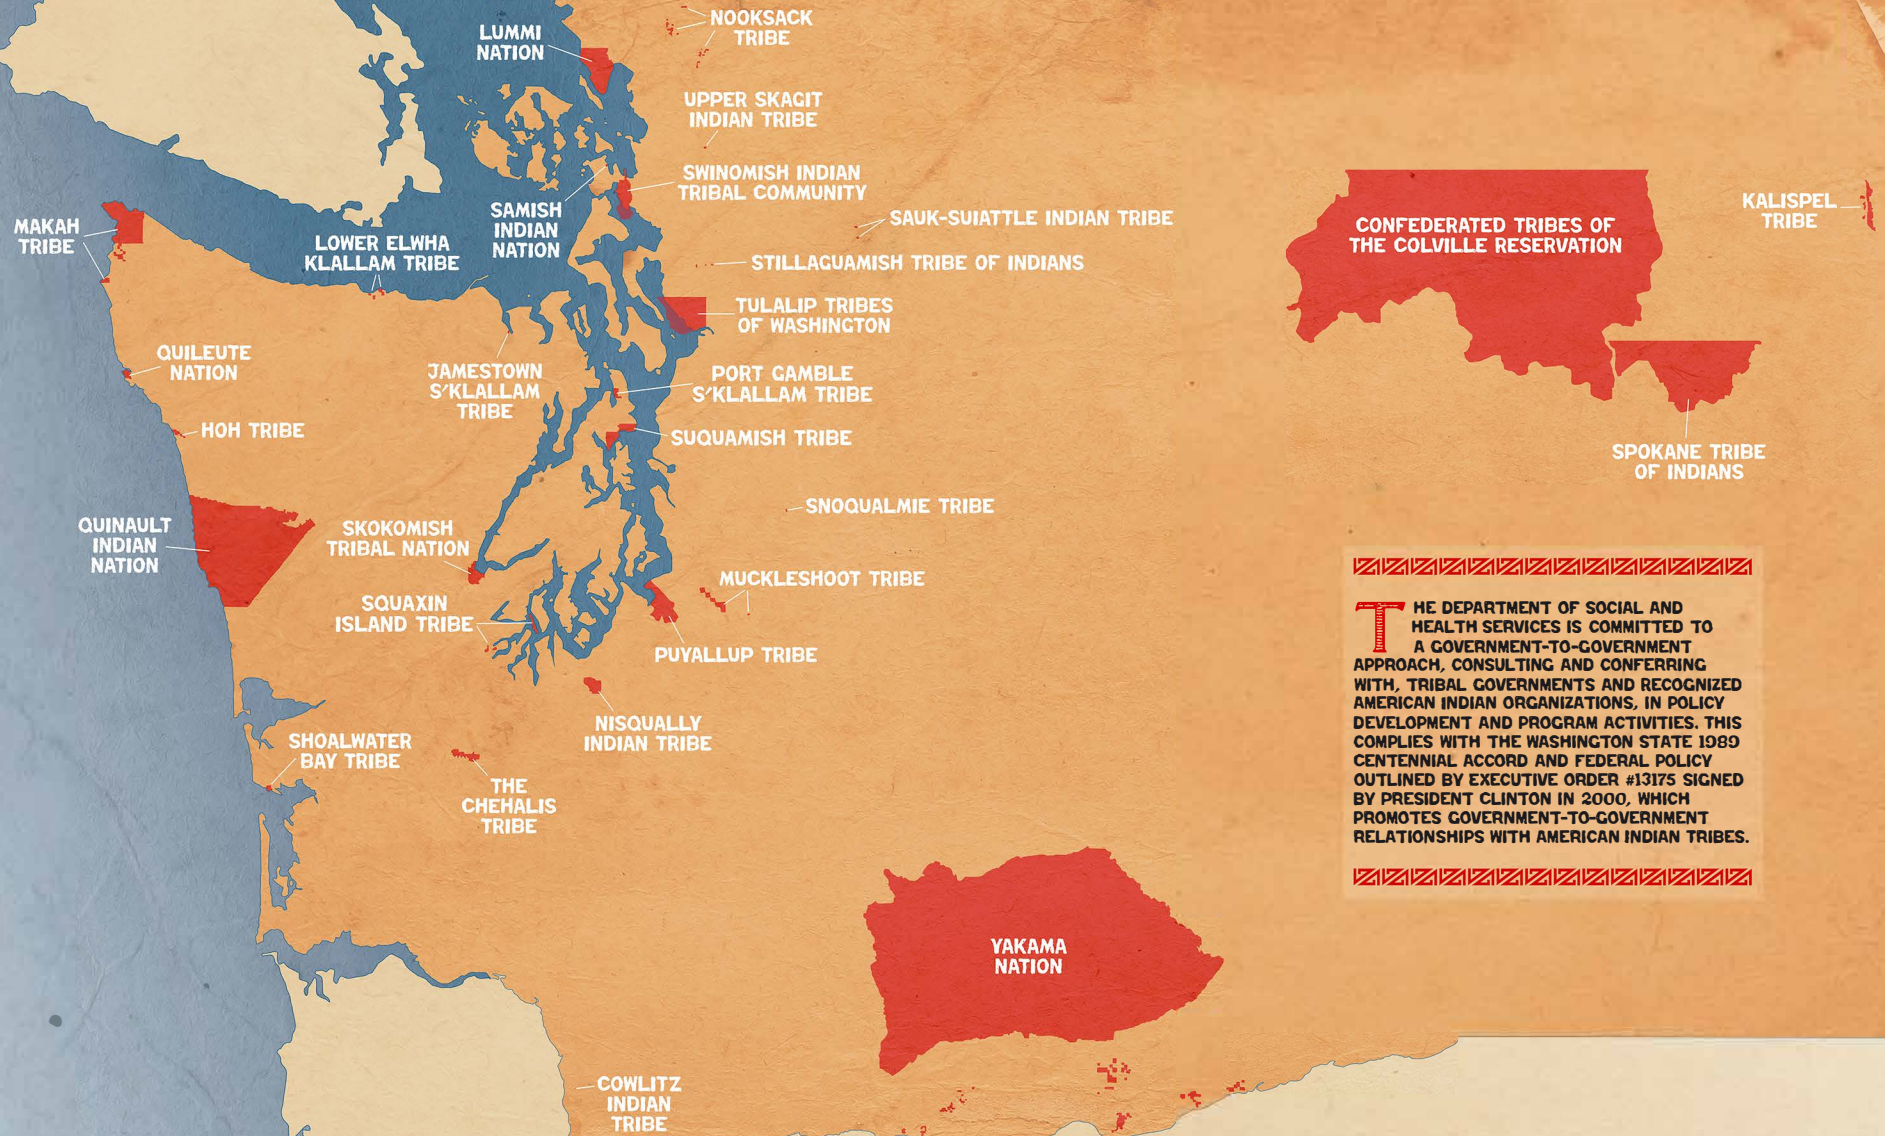 LUMMI
NATION
NOOKSACK
TRIBE
UPPER SKAGIT
INDIAN TRIBE
SWINOMISH INDIAN
TRIBAL COMMUNITY
SAMISH
INDIAN
NATION
SAUK-SUIATTLE INDIAN TRIBE
MAKAH
TRIBE
LOWER ELWHA
KLALLAM TRIBE
STILLAGUAMISH TRIBE OF INDIANS
TULALIP TRIBES
OF WASHINGTON
CONFEDERATED TRIBES OF
THE COLVILLE RESERVATION
KALISPEL
TRIBE
QUILEUTE
NATION
JAMESTOWN
S'KLALLAM
TRIBE
PORT GAMBLE
S'KLALLAM TRIBE
HOH TRIBE
SUQUAMISH TRIBE
SPOKANE TRIBE
OF INDIANS
SNOQUALMIE TRIBE
QUINAULT
INDIAN
NATION
SKOKOMISH
TRIBAL NATION
MUCKLESHOOT TRIBE
SQUAXIN
ISLAND TRIBE
PUYALLUP TRIBE
NISQUALLY
INDIAN TRIBE
SHOALWATER
BAY TRIBE
THE
CHEHALIS
TRIBE
YAKAMA
NATION
COWLITZ
INDIAN
TRIBE
THE DEPARTMENT OF SOCIAL AND
HEALTH SERVICES IS COMMITTED TO
A GOVERNMENT-TO-GOVERNMENT
APPROACH, CONSULTING AND CONFERRING
WITH, TRIBAL GOVERNMENTS AND RECOGNIZED
AMERICAN INDIAN ORGANIZATIONS, IN POLICY
DEVELOPMENT AND PROGRAM ACTIVITIES. THIS
COMPLIES WITH THE WASHINGTON STATE 1989
CENTENNIAL ACCORD AND FEDERAL POLICY
OUTLINED BY EXECUTIVE ORDER #13175 SIGNED
BY PRESIDENT CLINTON IN 2000, WHICH
PROMOTES GOVERNMENT-TO-GOVERNMENT
RELATIONSHIPS WITH AMERICAN INDIAN TRIBES.